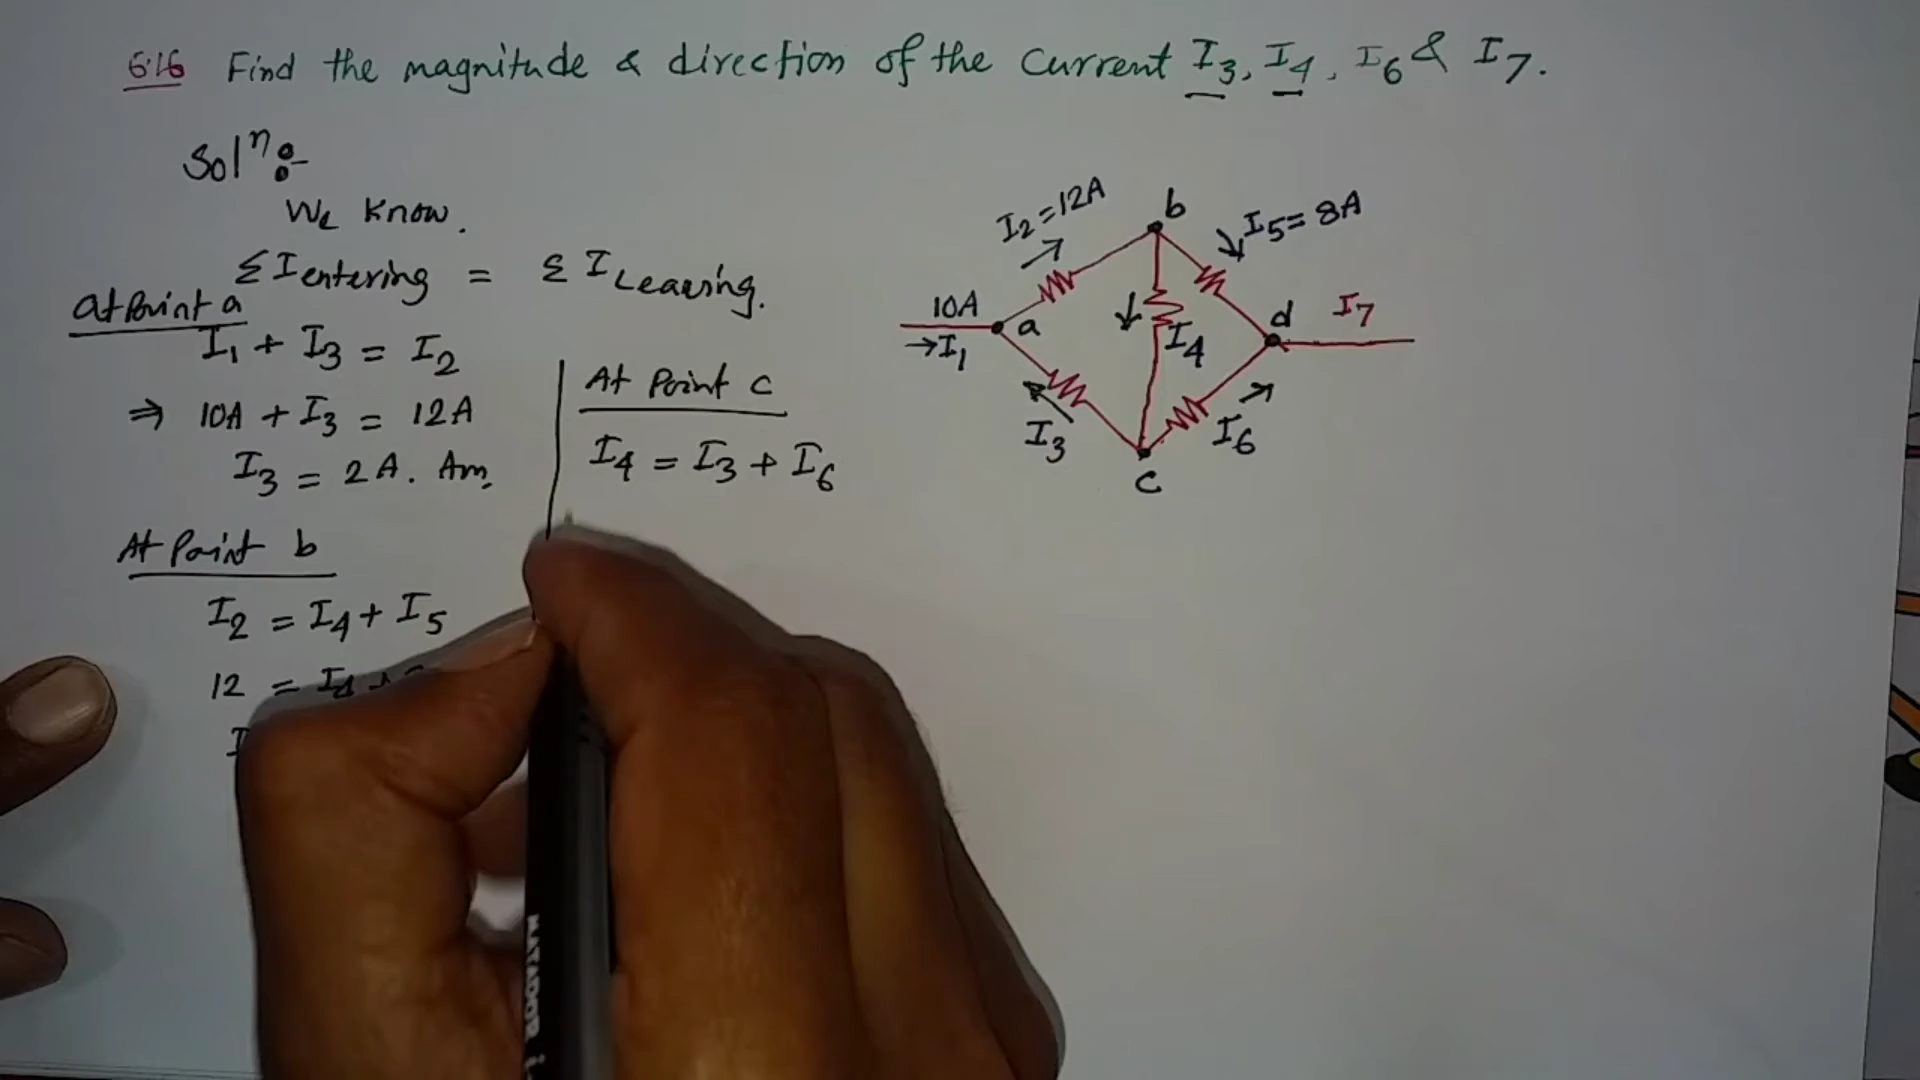 6.16 Find the magnitude & direction of the current I3, I4, I6 & I7.
Solⁿ:-
We know.
ΣIentering = ΣILeaving.
at Point a
I1 + I3 = I2
⇒ 10A + I3 = 12A
I3 = 2A. Ans.
At Point b
I2 = I4 + I5
12 = I4 +
I
At Point c
I4 = I3 + I6
I2 = 12A
b
I5 = 8A
10A
a
→I1
I4
d
I7
I3
I6
c
MATADOR i